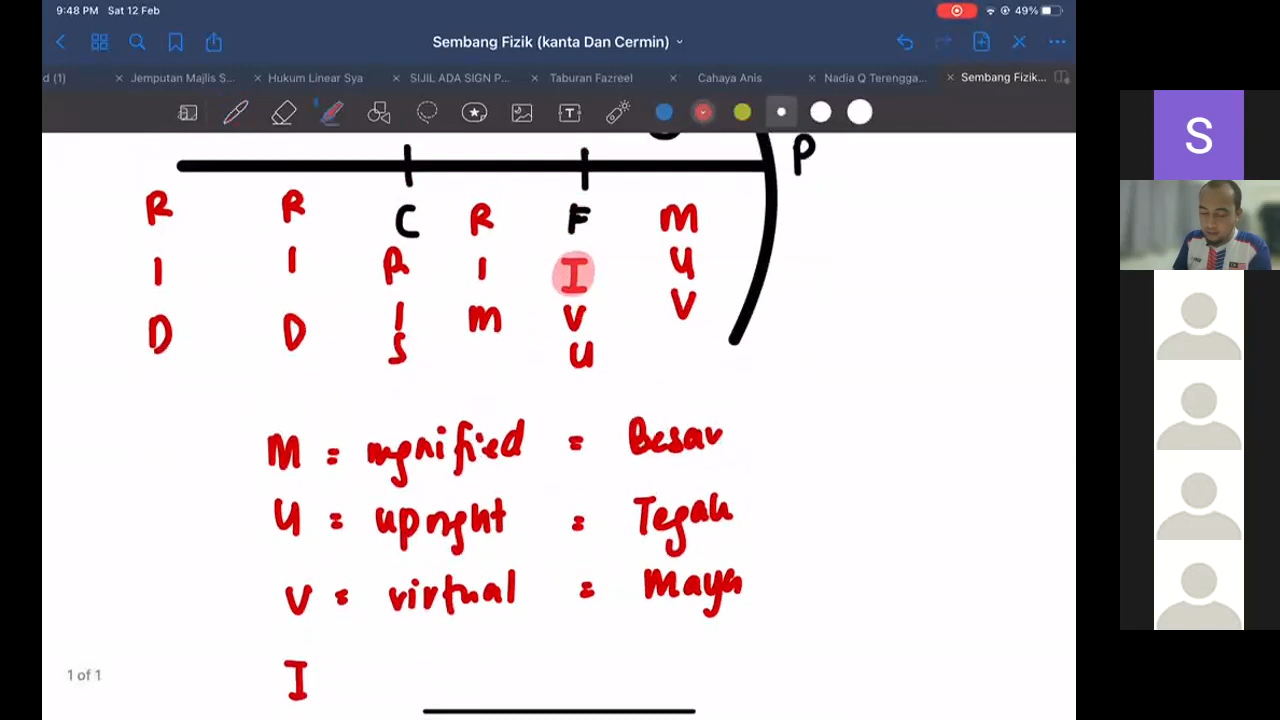 9:48 PM Sat 12 Feb 49%
Sembang Fizik (kanta Dan Cermin)
d (1) Jemputan Majlis S... Hukum Linear Sya SIJIL ADA SIGN P... Taburan Fazreel Cahaya Anis Nadia Q Terengga... Sembang Fizik...
T
P
R R C R F M
I I R I I U
D D I M V V
S U
M = mgnified = Besar
U = upright = Tegak
V = virtual = Maya
I
1 of 1
S